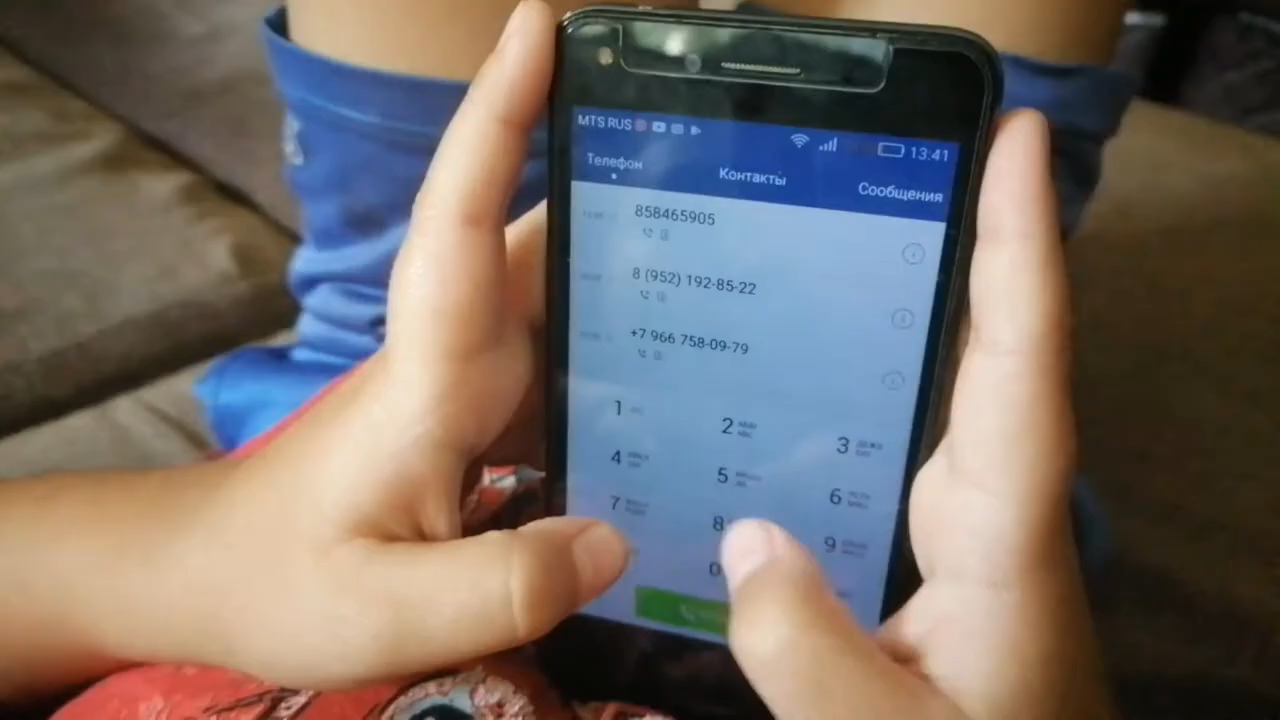 MTS RUS 13.41
Телефон Контакты Сообщения
858465905
8 (952) 192-85-22
+7 966 758-09-79
1 2 3
4 5 6
7 8 9
0